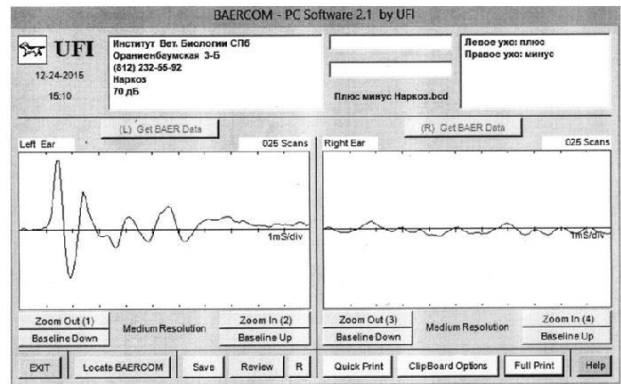 BAERCOM - PC Software 2.1 by UFI
UFI
12-24-2015
15:10
Институт Вет. Биологии СПб
Ораниенбаумская 3-Б
(812) 232-55-92
Наркоз
70 дБ
Плюс минус Наркоз.bcd
Левое ухо: плюс
Правое ухо: минус
(L) Get BAER Data
(R) Get BAER Data
Left Ear
025 Scans
Right Ear
025 Scans
1mS/div
1mS/div
Zoom Out (1)
Medium Resolution
Zoom In (2)
Baseline Down
Baseline Up
Zoom Out (3)
Medium Resolution
Zoom In (4)
Baseline Down
Baseline Up
EXIT
Locate BAERCOM
Save
Review
R
Quick Print
ClipBoard Options
Full Print
Help